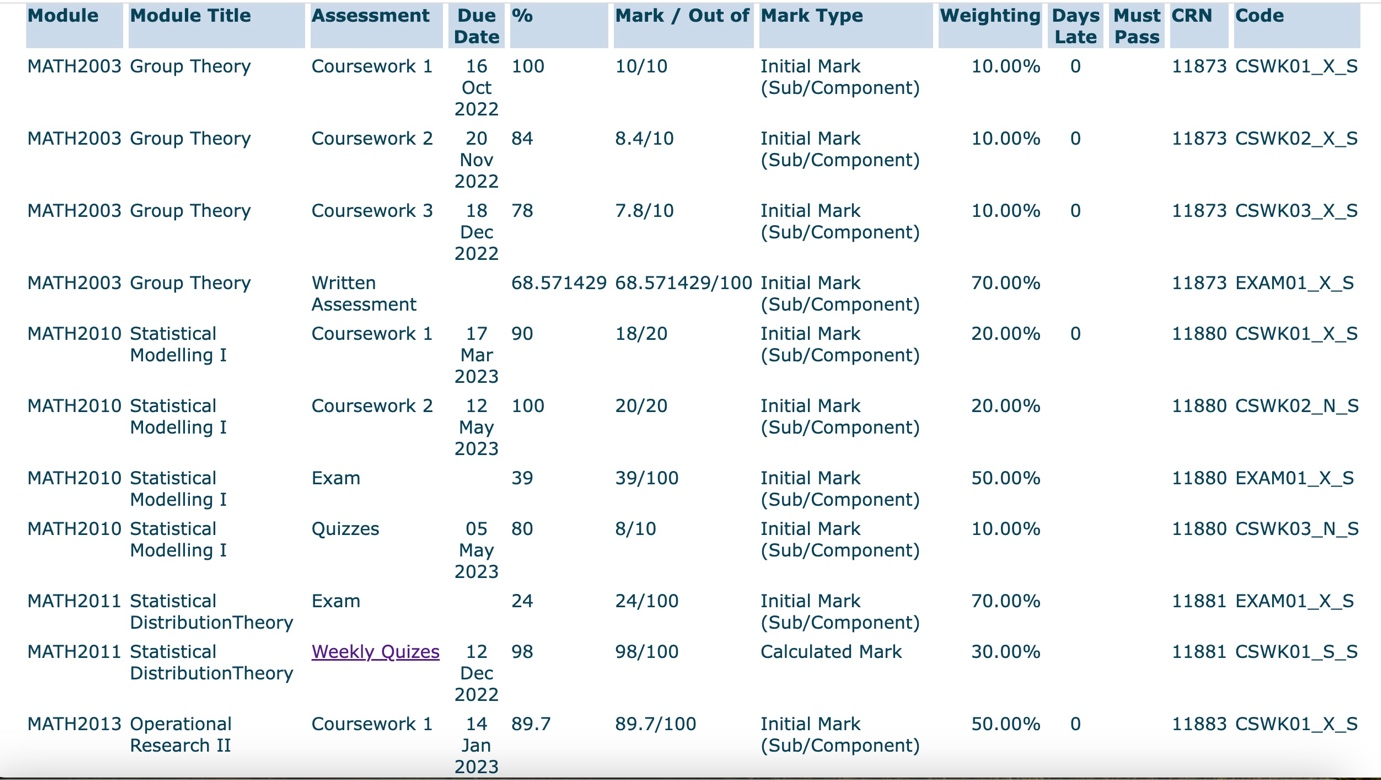 Module Module Title Assessment Due % Mark / Out of Mark Type Weighting Days Must CRN Code
Date Late Pass
MATH2003 Group Theory Coursework 1 16 100 10/10 Initial Mark 10.00% 0 11873 CSWK01_X_S
Oct (Sub/Component)
2022
MATH2003 Group Theory Coursework 2 20 84 8.4/10 Initial Mark 10.00% 0 11873 CSWK02_X_S
Nov (Sub/Component)
2022
MATH2003 Group Theory Coursework 3 18 78 7.8/10 Initial Mark 10.00% 0 11873 CSWK03_X_S
Dec (Sub/Component)
2022
MATH2003 Group Theory Written 68.571429 68.571429/100 Initial Mark 70.00% 11873 EXAM01_X_S
Assessment (Sub/Component)
MATH2010 Statistical Coursework 1 17 90 18/20 Initial Mark 20.00% 0 11880 CSWK01_X_S
Modelling I Mar (Sub/Component)
2023
MATH2010 Statistical Coursework 2 12 100 20/20 Initial Mark 20.00% 11880 CSWK02_N_S
Modelling I May (Sub/Component)
2023
MATH2010 Statistical Exam 39 39/100 Initial Mark 50.00% 11880 EXAM01_X_S
Modelling I (Sub/Component)
MATH2010 Statistical Quizzes 05 80 8/10 Initial Mark 10.00% 11880 CSWK03_N_S
Modelling I May (Sub/Component)
2023
MATH2011 Statistical Exam 24 24/100 Initial Mark 70.00% 11881 EXAM01_X_S
DistributionTheory (Sub/Component)
MATH2011 Statistical Weekly Quizes 12 98 98/100 Calculated Mark 30.00% 11881 CSWK01_S_S
DistributionTheory Dec
2022
MATH2013 Operational Coursework 1 14 89.7 89.7/100 Initial Mark 50.00% 0 11883 CSWK01_X_S
Research II Jan (Sub/Component)
2023